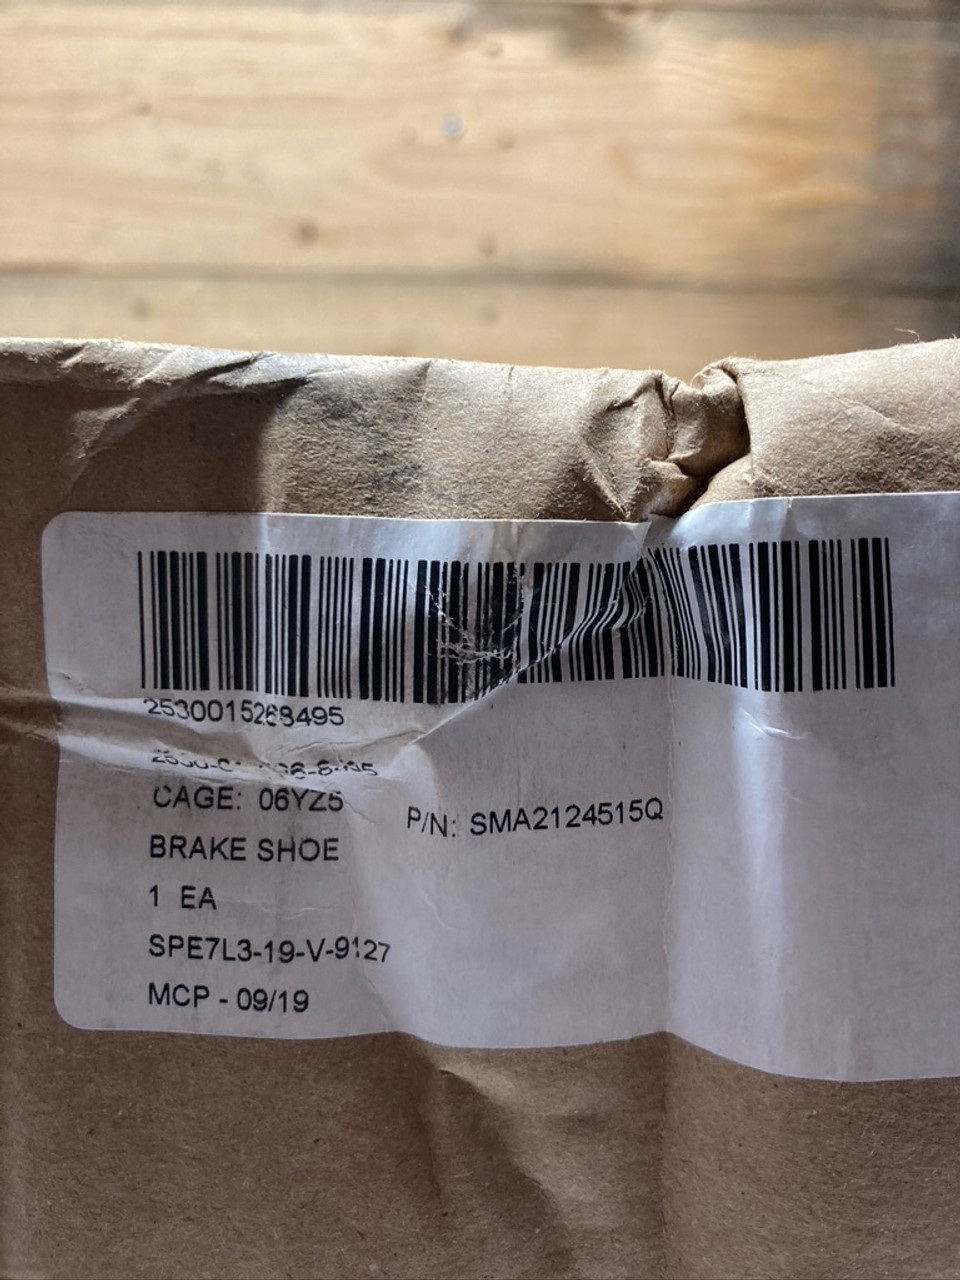 2530015268495
CAGE: 06YZ5
P/N: SMA2124515Q
BRAKE SHOE
1 EA
SPE7L3-19-V-9127
MCP - 09/19